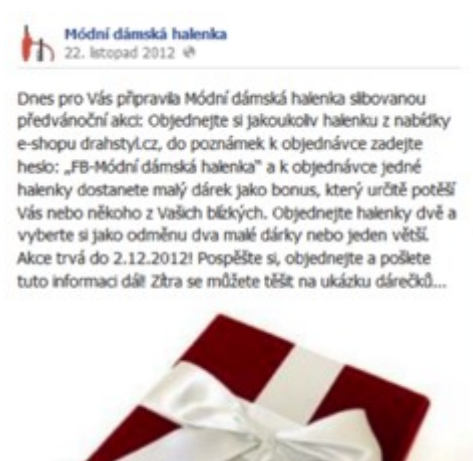 Módní dámská halenka
22. listopad 2012
Dnes pro Vás připravila Módní dámská halenka slibovanou
předvánoční akci: Objednejte si jakoukoliv halenku z nabídky
e-shopu drahstyl.cz, do poznámek k objednávce zadejte
heslo: „FB-Módní dámská halenka“ a k objednávce jedné
halenky dostanete malý dárek jako bonus, který určitě potěší
Vás nebo někoho z Vašich blízkých. Objednejte halenky dvě a
vyberte si jako odměnu dva malé dárky nebo jeden větší.
Akce trvá do 2.12.2012! Pospěšte si, objednejte a pošlete
tuto informaci dál! Zítra se můžete těšit na ukázku dárečků...